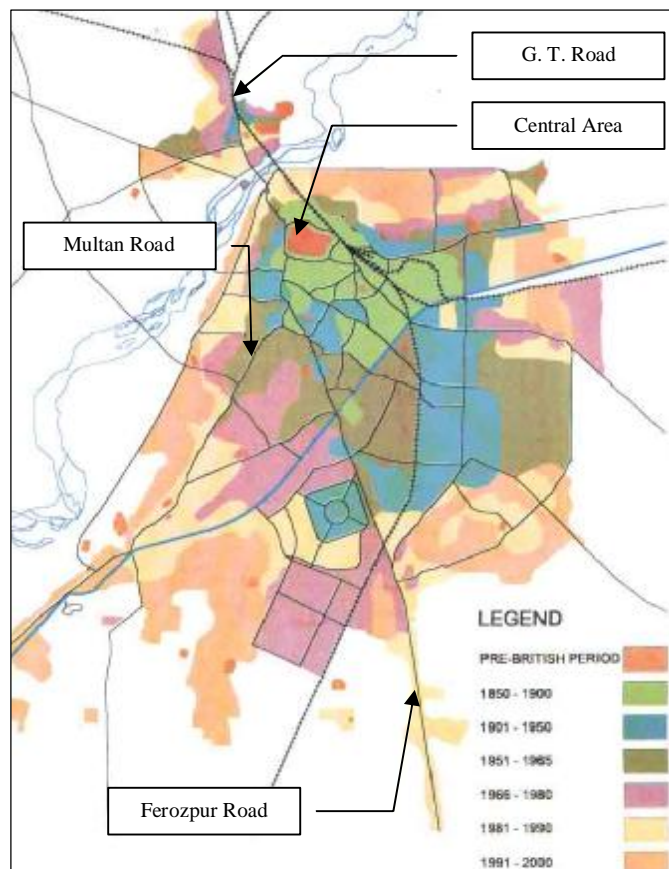 G. T. Road
Central Area
Multan Road
LEGEND
PRE-BRITISH PERIOD
1850 - 1900
1901 - 1950
1951 - 1965
1966 - 1980
1981 - 1990
1991 - 2000
Ferozpur Road